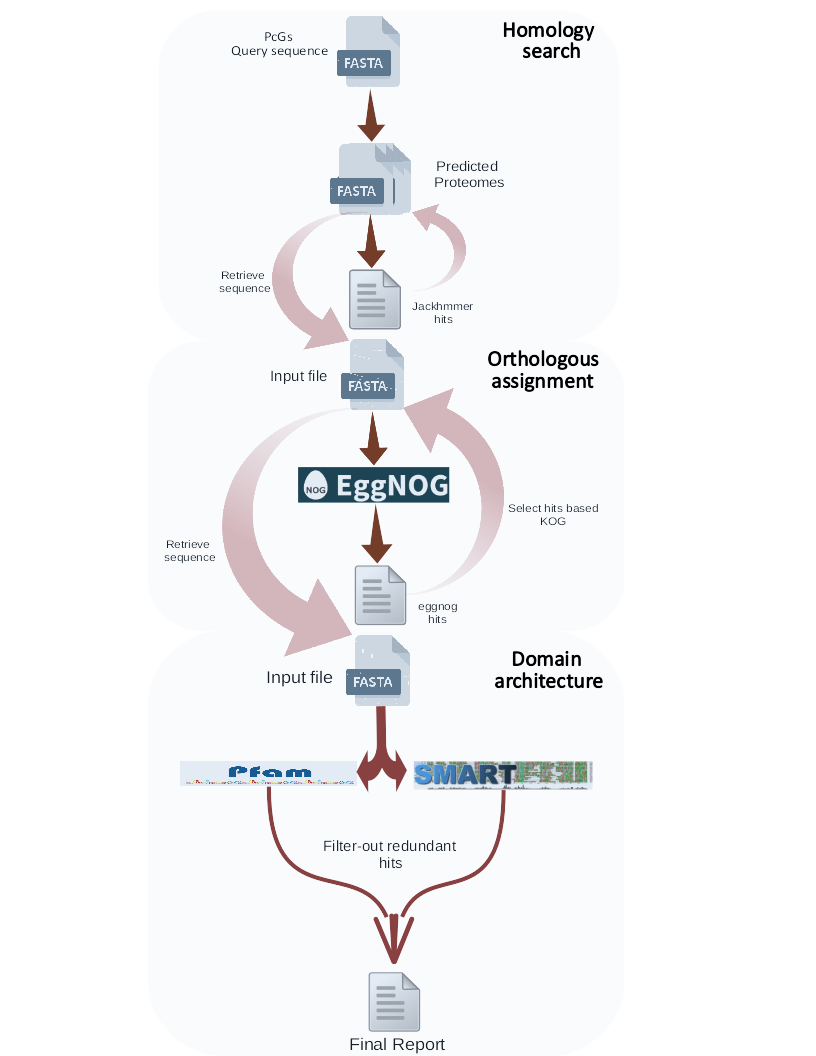 PcGs
Query sequence
FASTA
Homology
search
FASTA
Predicted
Proteomes
Retrieve
sequence
Jackhmmer
hits
Input file
FASTA
Orthologous
assignment
NOG EggNOG
Select hits based
KOG
Retrieve
sequence
eggnog
hits
Input file
FASTA
Domain
architecture
Pfam
SMART
Filter-out redundant
hits
Final Report